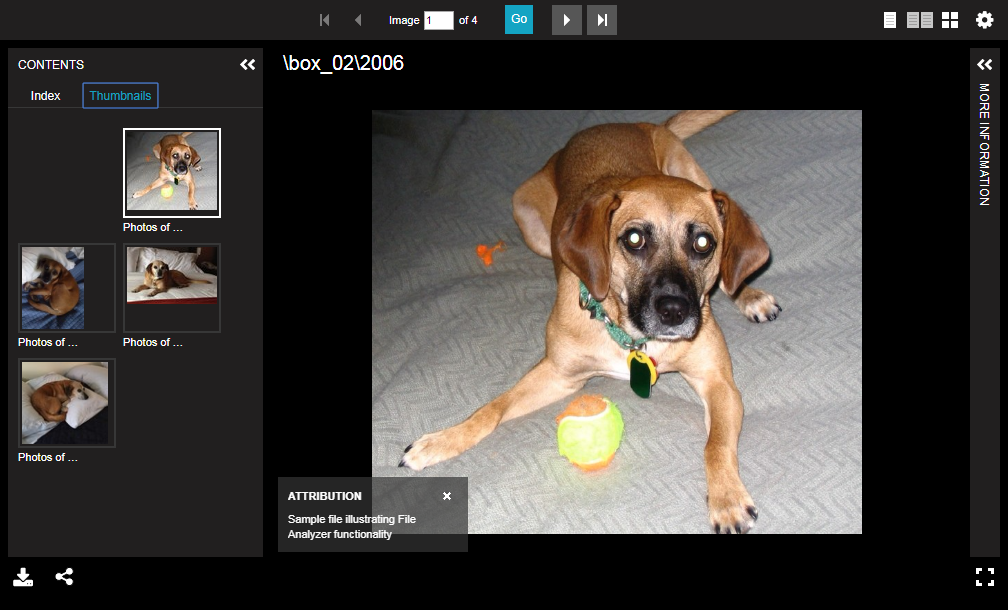 Image 1 of 4 Go
CONTENTS
Index Thumbnails
Photos of ...
Photos of ... Photos of ...
Photos of ...
\box_02\2006
ATTRIBUTION ×
Sample file illustrating File
Analyzer functionality
MORE INFORMATION